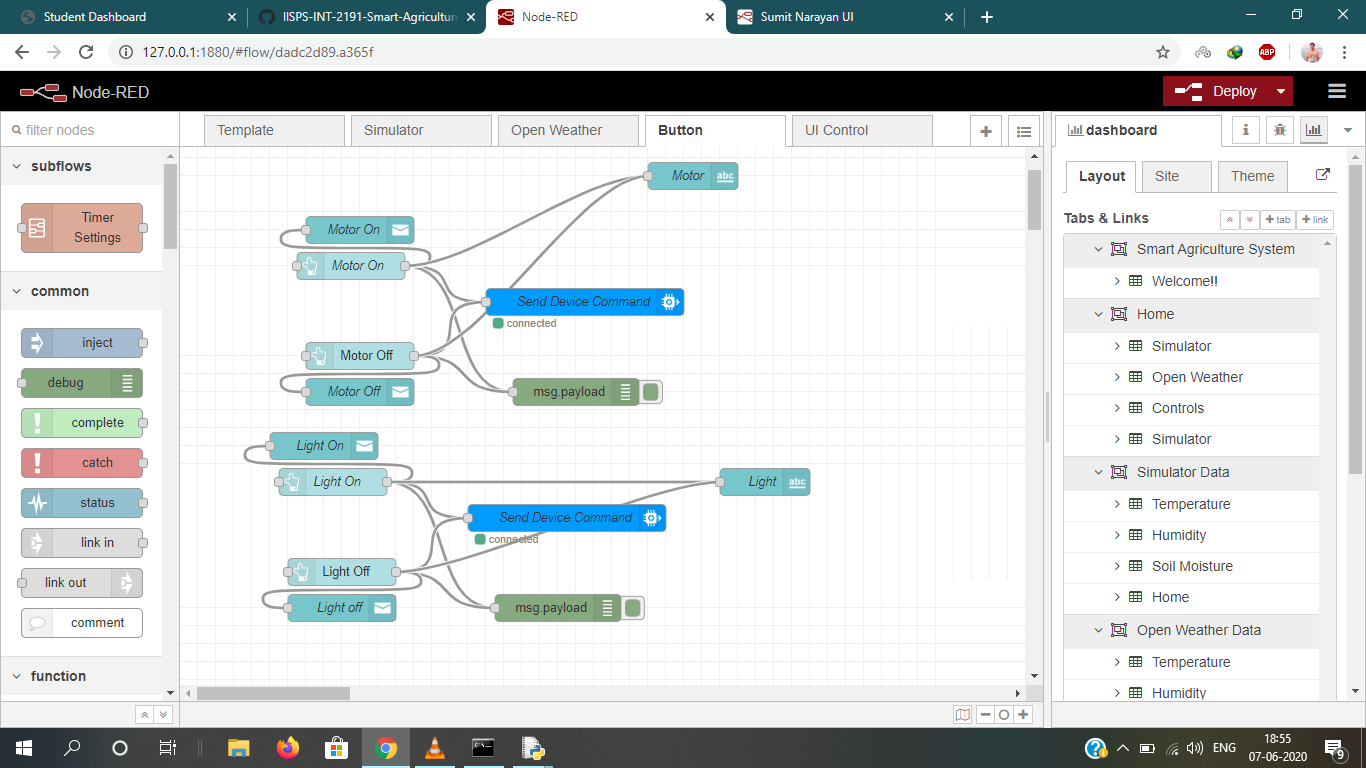 Student Dashboard
IISPS-INT-2191-Smart-Agricultur
Node-RED
Sumit Narayan UI
127.0.0.1:1880/#flow/dadc2d89.a365f
ABP
Node-RED
Deploy
filter nodes
subflows
Timer
Settings
common
inject
debug
complete
catch
status
link in
link out
comment
function
Template
Simulator
Open Weather
Button
UI Control
Motor
abc
Motor On
Motor On
Send Device Command
connected
Motor Off
Motor Off
msg.payload
Light On
Light On
Light
abc
Send Device Command
connected
Light Off
Light off
msg.payload
dashboard
i
Layout
Site
Theme
Tabs & Links
tab
link
Smart Agriculture System
Welcome!!
Home
Simulator
Open Weather
Controls
Simulator
Simulator Data
Temperature
Humidity
Soil Moisture
Home
Open Weather Data
Temperature
Humidity
ENG
18:55
07-06-2020
9